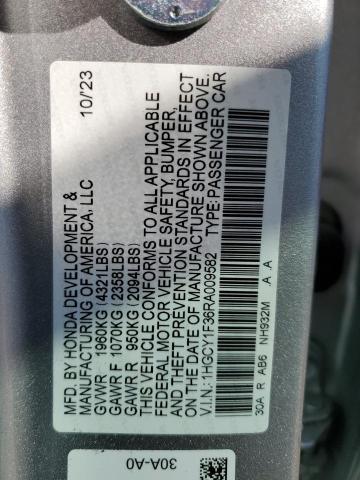 MFD. BY HONDA DEVELOPMENT & 10/'23
MANUFACTURING OF AMERICA, LLC
GVWR 1960KG(4321LBS)
GAWR F 1070KG(2358LBS)
GAWR R 950KG(2094LBS)
THIS VEHICLE CONFORMS TO ALL APPLICABLE
FEDERAL MOTOR VEHICLE SAFETY, BUMPER,
AND THEFT PREVENTION STANDARDS IN EFFECT
ON THE DATE OF MANUFACTURE SHOWN ABOVE.
V.I.N.: 1HGCY1F36RA009582 TYPE: PASSENGER CAR
30A R AB6 NH932M A A
30A-A0